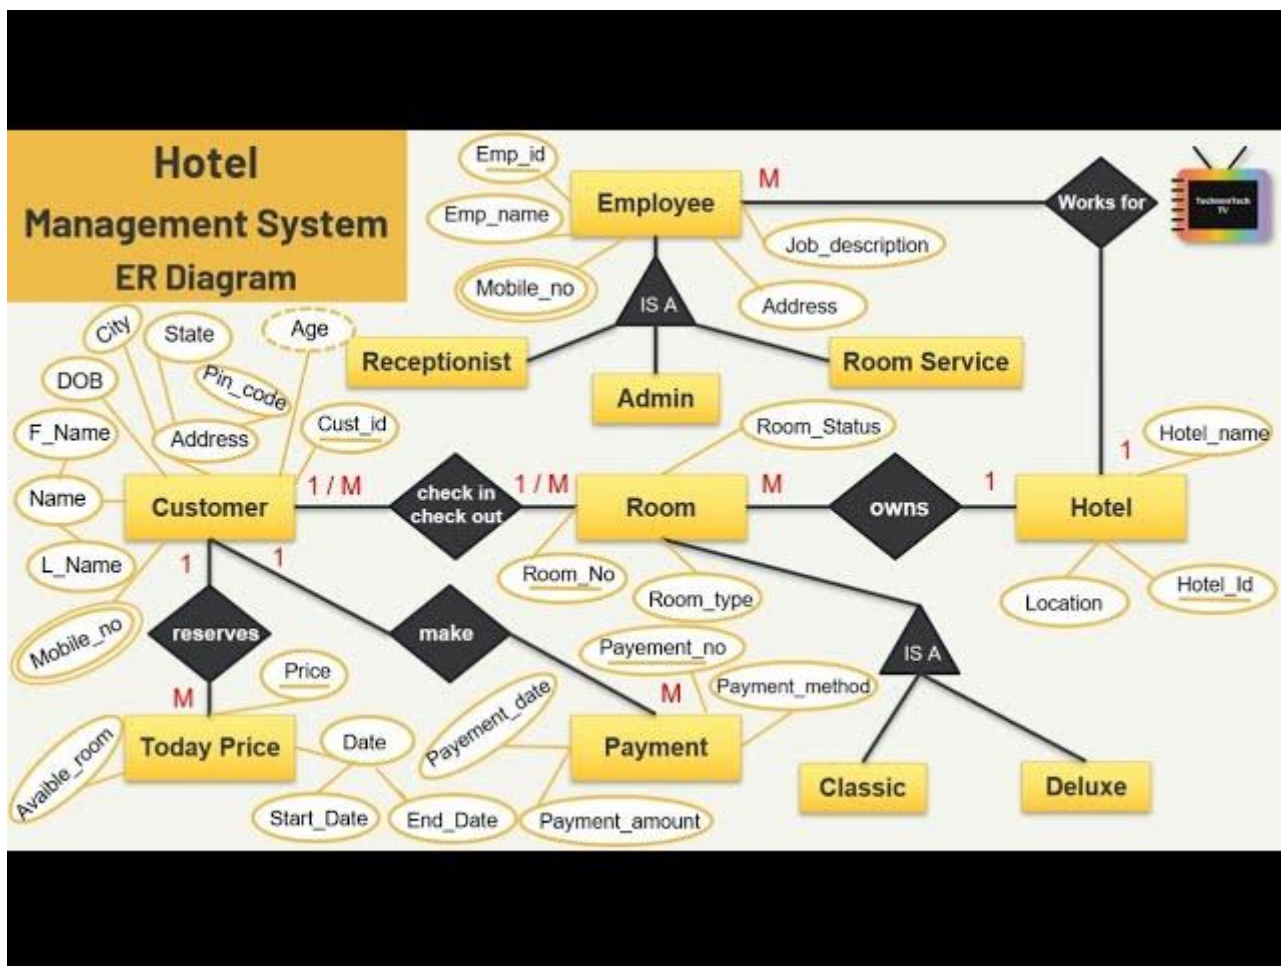 Hotel
Management System
ER Diagram
Emp_id
Emp_name
Mobile_no
Employee
M
Job_description
Address
Works for
TechnonTech
TV
IS A
Receptionist
Admin
Room Service
City
State
Age
DOB
Pin_code
F_Name
Address
Cust_id
Name
Customer
L_Name
Mobile_no
1 / M
check in
check out
1 / M
Room
Room_Status
Room_No
Room_type
M
owns
1
Hotel
1
Hotel_name
Location
Hotel_Id
1
1
reserves
make
M
Price
Today Price
Avaible_room
Date
Start_Date
End_Date
Payement_no
M
Payment_method
Payement_date
Payment
Payment_amount
IS A
Classic
Deluxe